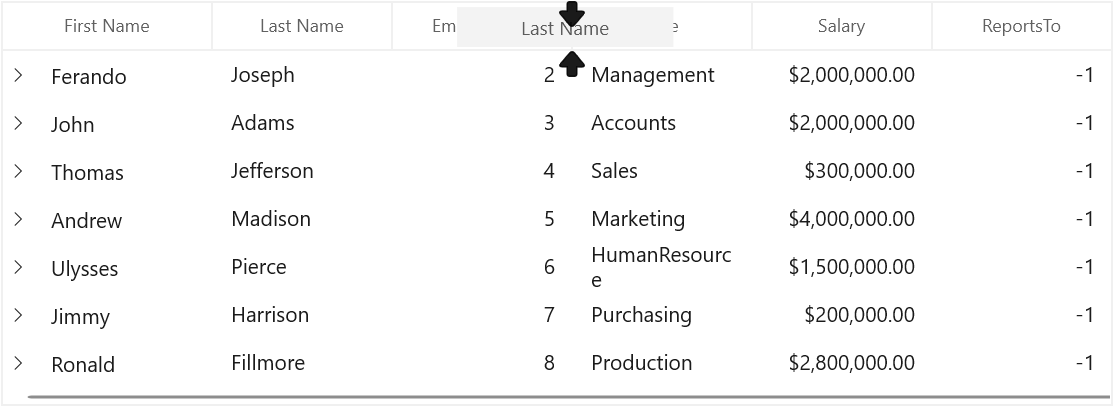 First Name Last Name Em Last Name e Salary ReportsTo
Ferando Joseph 2 Management $2,000,000.00 -1
John Adams 3 Accounts $2,000,000.00 -1
Thomas Jefferson 4 Sales $300,000.00 -1
Andrew Madison 5 Marketing $4,000,000.00 -1
Ulysses Pierce 6 HumanResourc $1,500,000.00 -1
e
Jimmy Harrison 7 Purchasing $200,000.00 -1
Ronald Fillmore 8 Production $2,800,000.00 -1